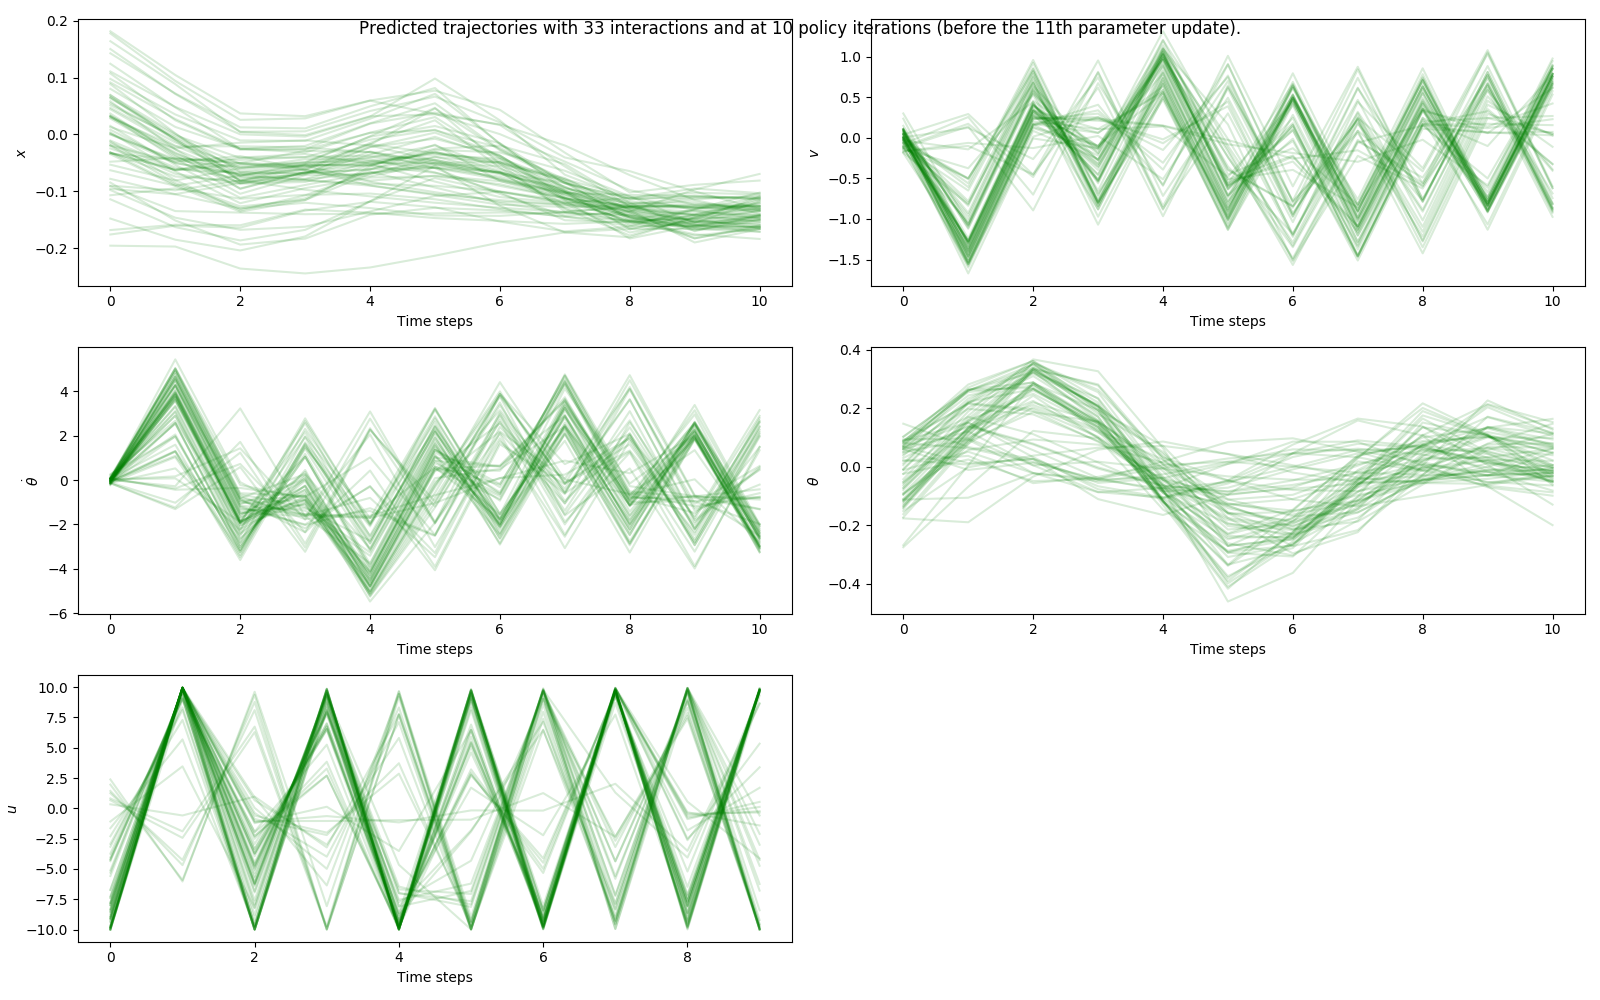 Predicted trajectories with 33 interactions and at 10 policy iterations (before the 11th parameter update).
0.2
0.1
0.0
−0.1
−0.2
x
0 2 4 6 8 10
Time steps
1.0
0.5
0.0
−0.5
−1.0
−1.5
v
0 2 4 6 8 10
Time steps
4
2
0
−2
−4
−6
θ̇
0 2 4 6 8 10
Time steps
0.4
0.2
0.0
−0.2
−0.4
θ
0 2 4 6 8 10
Time steps
10.0
7.5
5.0
2.5
0.0
−2.5
−5.0
−7.5
−10.0
u
0 2 4 6 8
Time steps